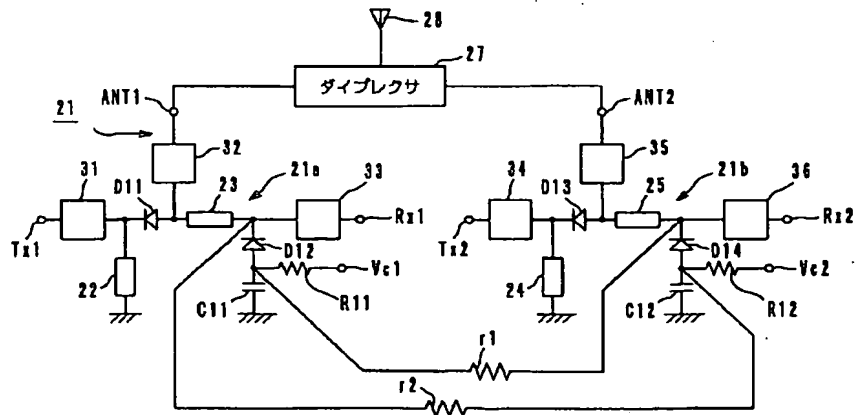 28
27
ダイプレクサ
ANT1
ANT2
21
32
35
31
D11
23
21a
33
34
D13
25
21b
36
Tx1
Rx1
Tx2
Rx2
D12
D14
22
Vc1
24
Vc2
C11
R11
C12
R12
r1
r2